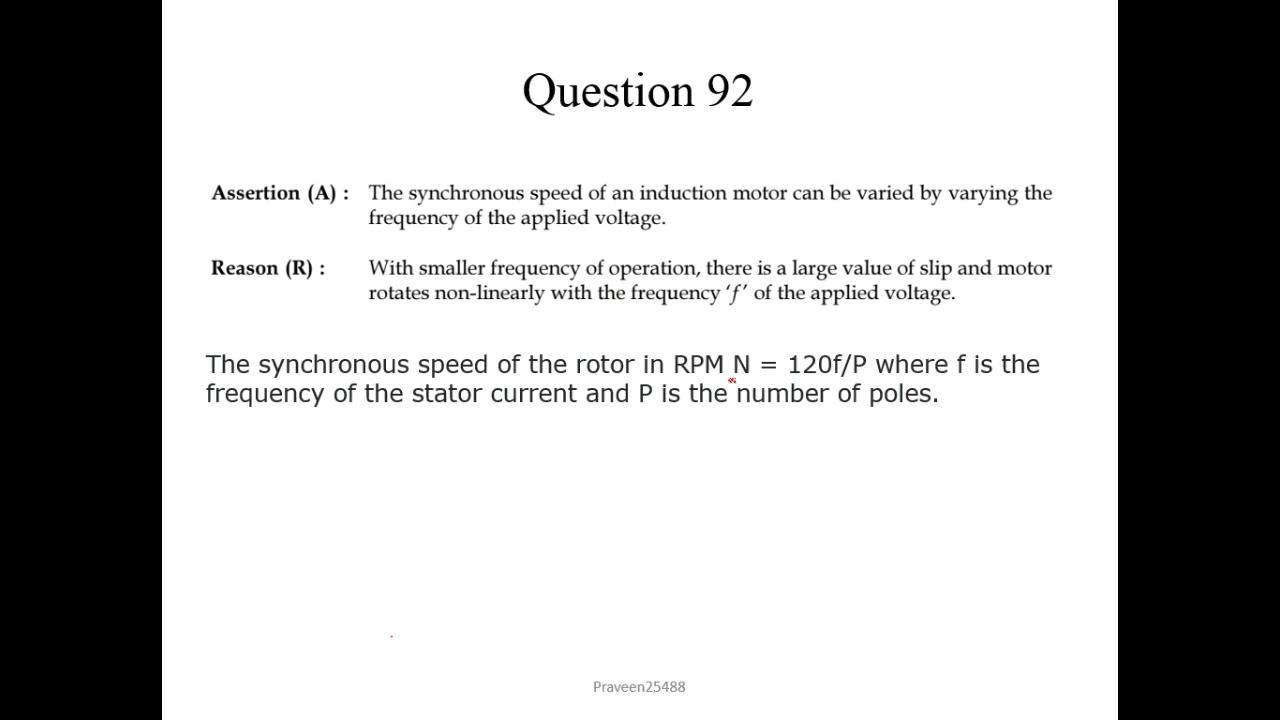 Question 92
Assertion (A) : The synchronous speed of an induction motor can be varied by varying the
frequency of the applied voltage.
Reason (R) : With smaller frequency of operation, there is a large value of slip and motor
rotates non-linearly with the frequency ‘f’ of the applied voltage.
The synchronous speed of the rotor in RPM N = 120f/P where f is the
frequency of the stator current and P is the number of poles.
Praveen25488